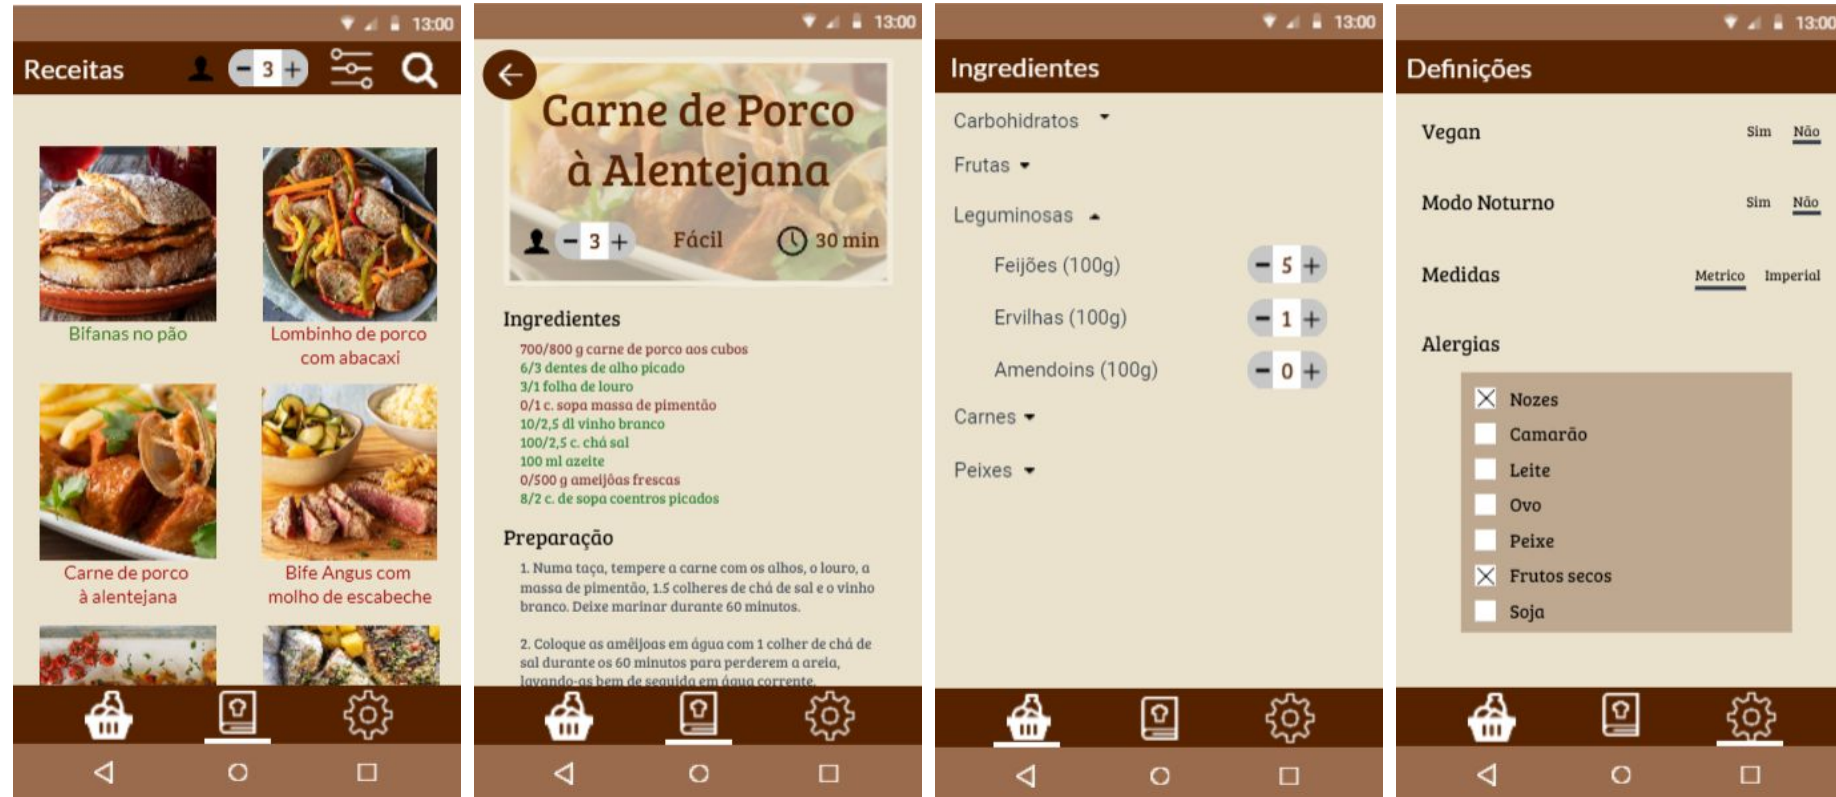 13:00
Receitas
- 3 +
Bifanas no pão
Lombinho de porco
com abacaxi
Carne de porco
à alentejana
Bife Angus com
molho de escabeche
13:00
Carne de Porco
à Alentejana
- 3 +
Fácil
30 min
Ingredientes
700/800 g carne de porco aos cubos
6/3 dentes de alho picado
3/1 folha de louro
0/1 c. sopa massa de pimentão
10/2,5 dl vinho branco
100/2,5 c. chá sal
100 ml azeite
0/500 g ameijôas frescas
8/2 c. de sopa coentros picados
Preparação
1. Numa taça, tempere a carne com os alhos, o louro, a
massa de pimentão, 1.5 colheres de chá de sal e o vinho
branco. Deixe marinar durante 60 minutos.
2. Coloque as amêijoas em água com 1 colher de chá de
sal durante os 60 minutos para perderem a areia,
lavando-as bem de seguida em água corrente.
13:00
Ingredientes
Carbohidratos
Frutas
Leguminosas
Feijões (100g) - 5 +
Ervilhas (100g) - 1 +
Amendoins (100g) - 0 +
Carnes
Peixes
13:00
Definições
Vegan Sim Não
Modo Noturno Sim Não
Medidas Metrico Imperial
Alergias
Nozes
Camarão
Leite
Ovo
Peixe
Frutos secos
Soja